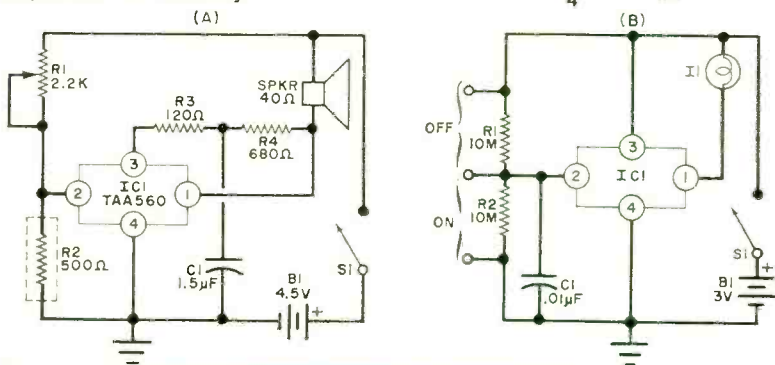 (A)
R1
2.2K
R3
120Ω
SPKR
40Ω
R4
680Ω
3
2
IC1
TAA560
1
4
R2
500Ω
C1
1.5µF
B1
4.5V
+
S1
4
(B)
I1
OFF
R1
10M
3
2
IC1
1
R2
10M
ON
4
C1
.01µF
S1
B1
3V
+